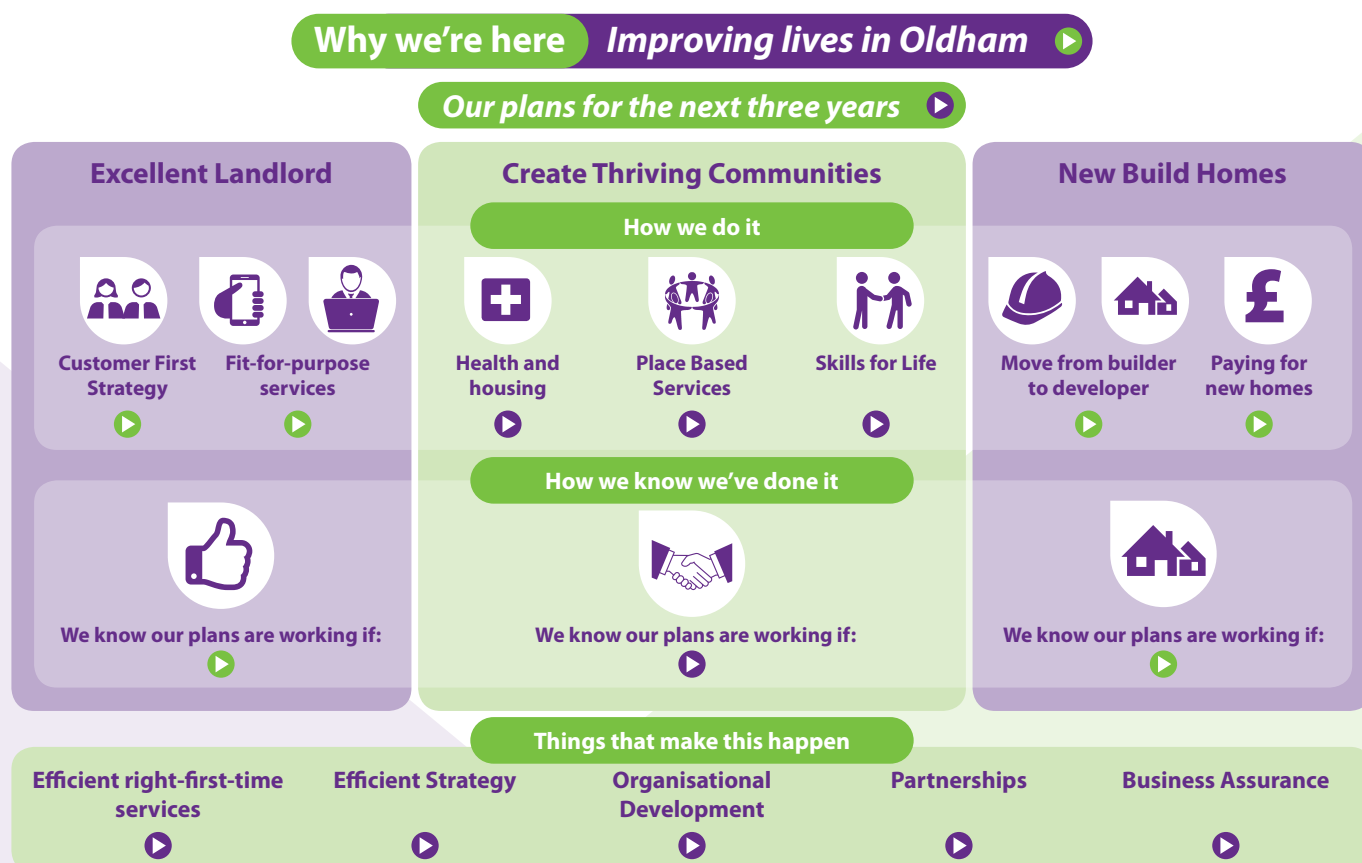 Why we're here Improving lives in Oldham
Our plans for the next three years
Excellent Landlord
Create Thriving Communities
New Build Homes
How we do it
Customer First
Strategy
Fit-for-purpose
services
Health and
housing
Place Based
Services
Skills for Life
Move from builder
to developer
Paying for
new homes
How we know we've done it
We know our plans are working if:
We know our plans are working if:
We know our plans are working if:
Things that make this happen
Efficient right-first-time
services
Efficient Strategy
Organisational
Development
Partnerships
Business Assurance